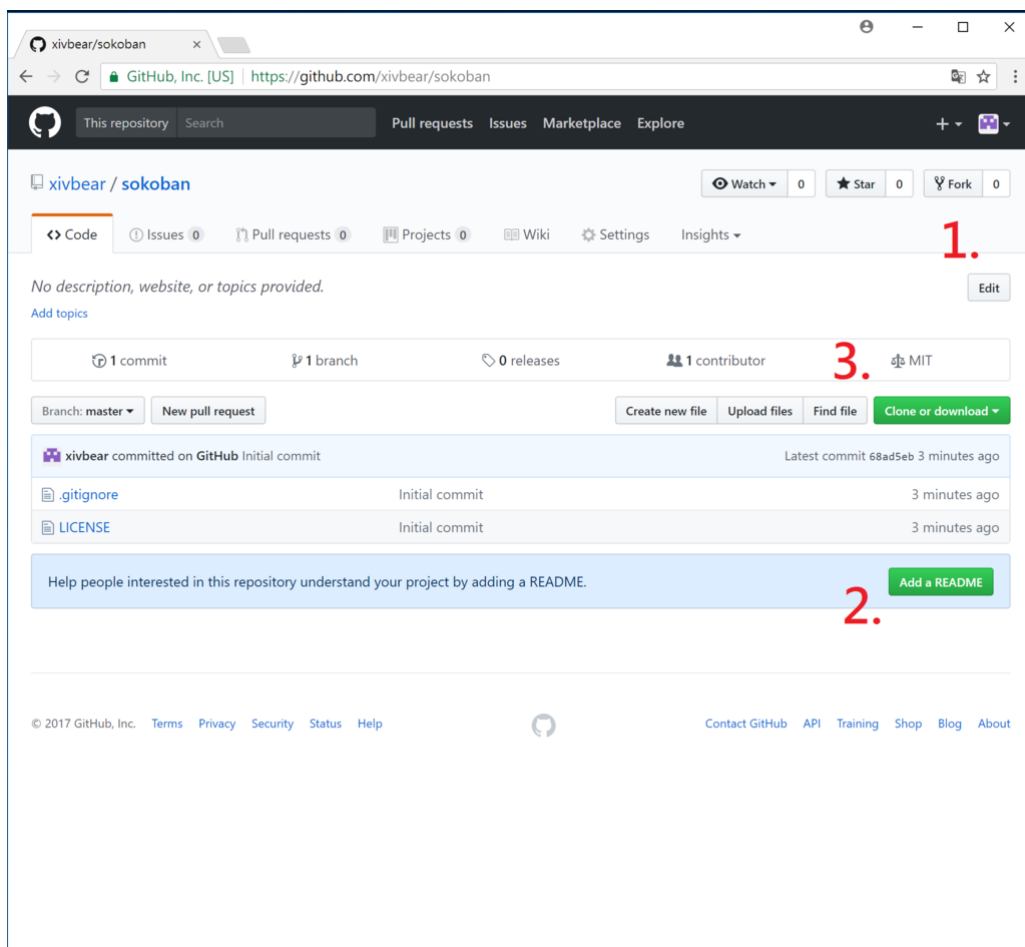 xivbear/sokoban
GitHub, Inc. [US] https://github.com/xivbear/sokoban
This repository Search Pull requests Issues Marketplace Explore
xivbear / sokoban Watch 0 Star 0 Fork 0
Code Issues 0 Pull requests 0 Projects 0 Wiki Settings Insights
1.
No description, website, or topics provided. Edit
Add topics
1 commit 1 branch 0 releases 1 contributor MIT
3.
Branch: master New pull request Create new file Upload files Find file Clone or download
xivbear committed on GitHub Initial commit Latest commit 68ad5eb 3 minutes ago
.gitignore Initial commit 3 minutes ago
LICENSE Initial commit 3 minutes ago
Help people interested in this repository understand your project by adding a README. Add a README
2.
© 2017 GitHub, Inc. Terms Privacy Security Status Help Contact GitHub API Training Shop Blog About